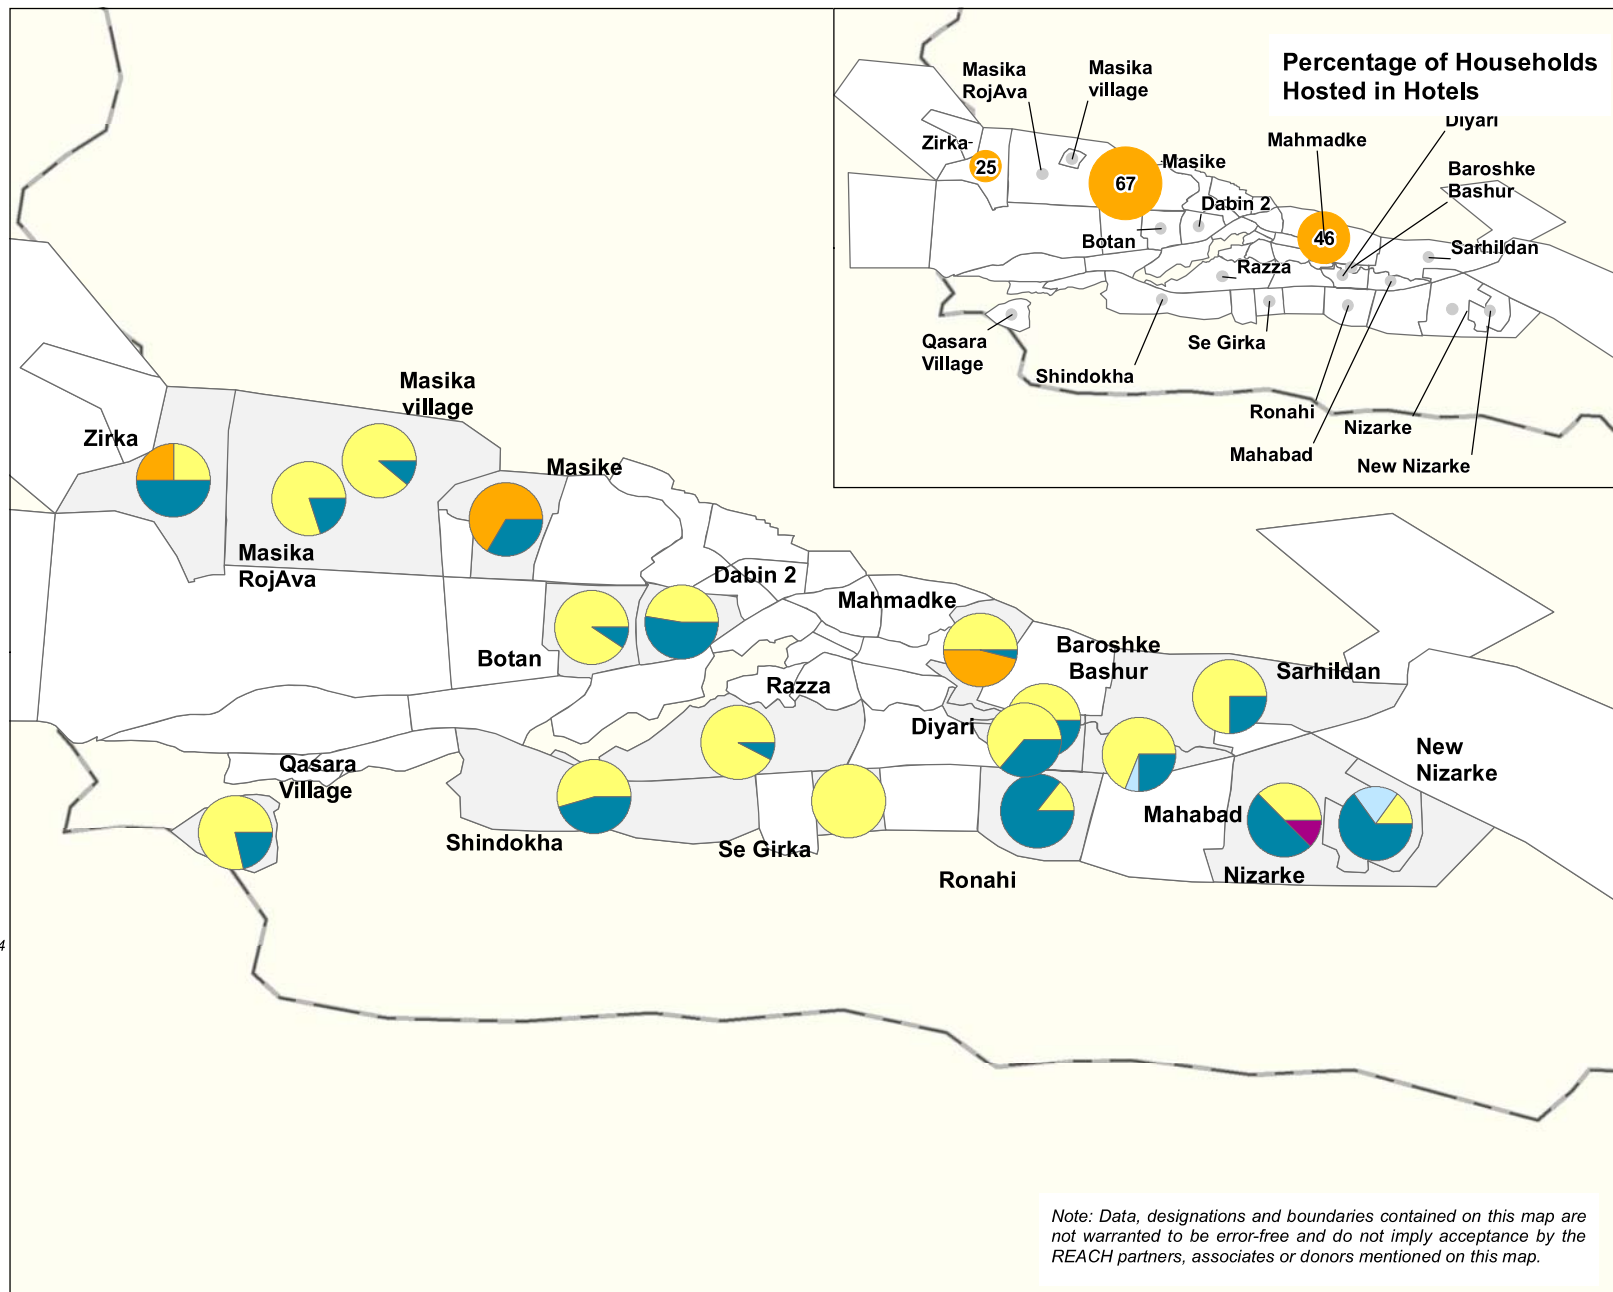 Percentage of Households
Hosted in Hotels
Masika
RojAva
Masika
village
Diyari
Mahmadke
Zirka
25
67
Masike
Baroshke
Bashur
Dabin 2
Botan
46
Sarhildan
Razza
Qasara
Village
Se Girka
Shindokha
Ronahi
Nizarke
Mahabad
New Nizarke
Masika
village
Zirka
Masike
Masika
RojAva
Dabin 2
Mahmadke
Botan
Baroshke
Bashur
Sarhildan
Razza
Diyari
Qasara
Village
New
Nizarke
Mahabad
Shindokha
Se Girka
Ronahi
Nizarke
4
Note: Data, designations and boundaries contained on this map are
not warranted to be error-free and do not imply acceptance by the
REACH partners, associates or donors mentioned on this map.